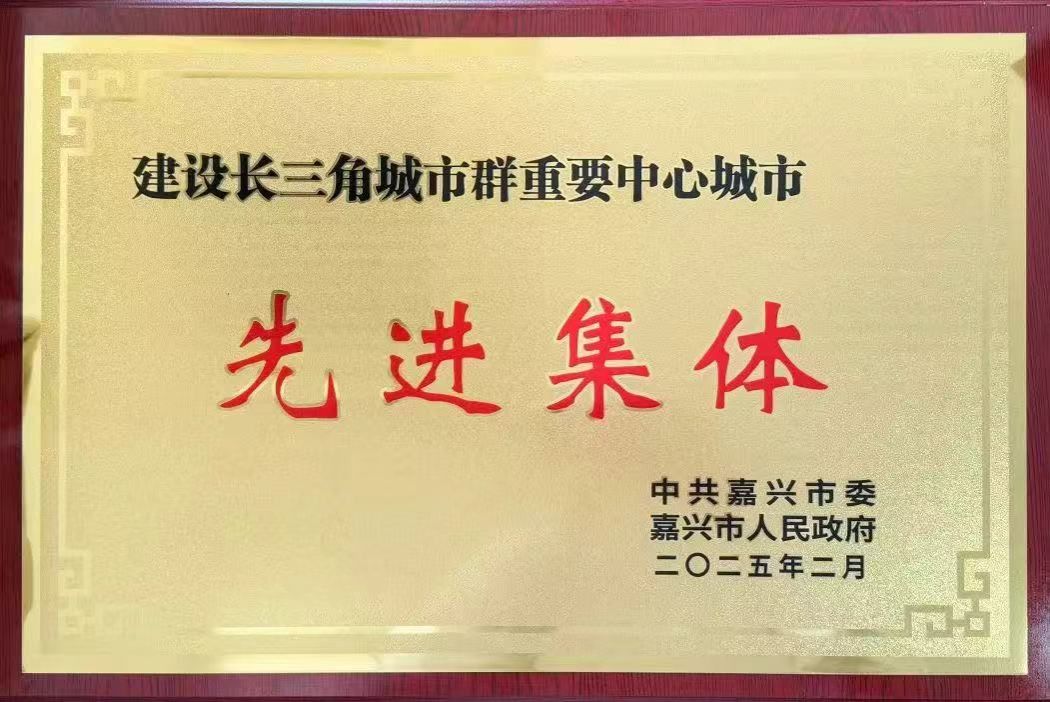 建设长三角城市群重要中心城市
先进集体
中共嘉兴市委
嘉兴市人民政府
二〇二五年二月